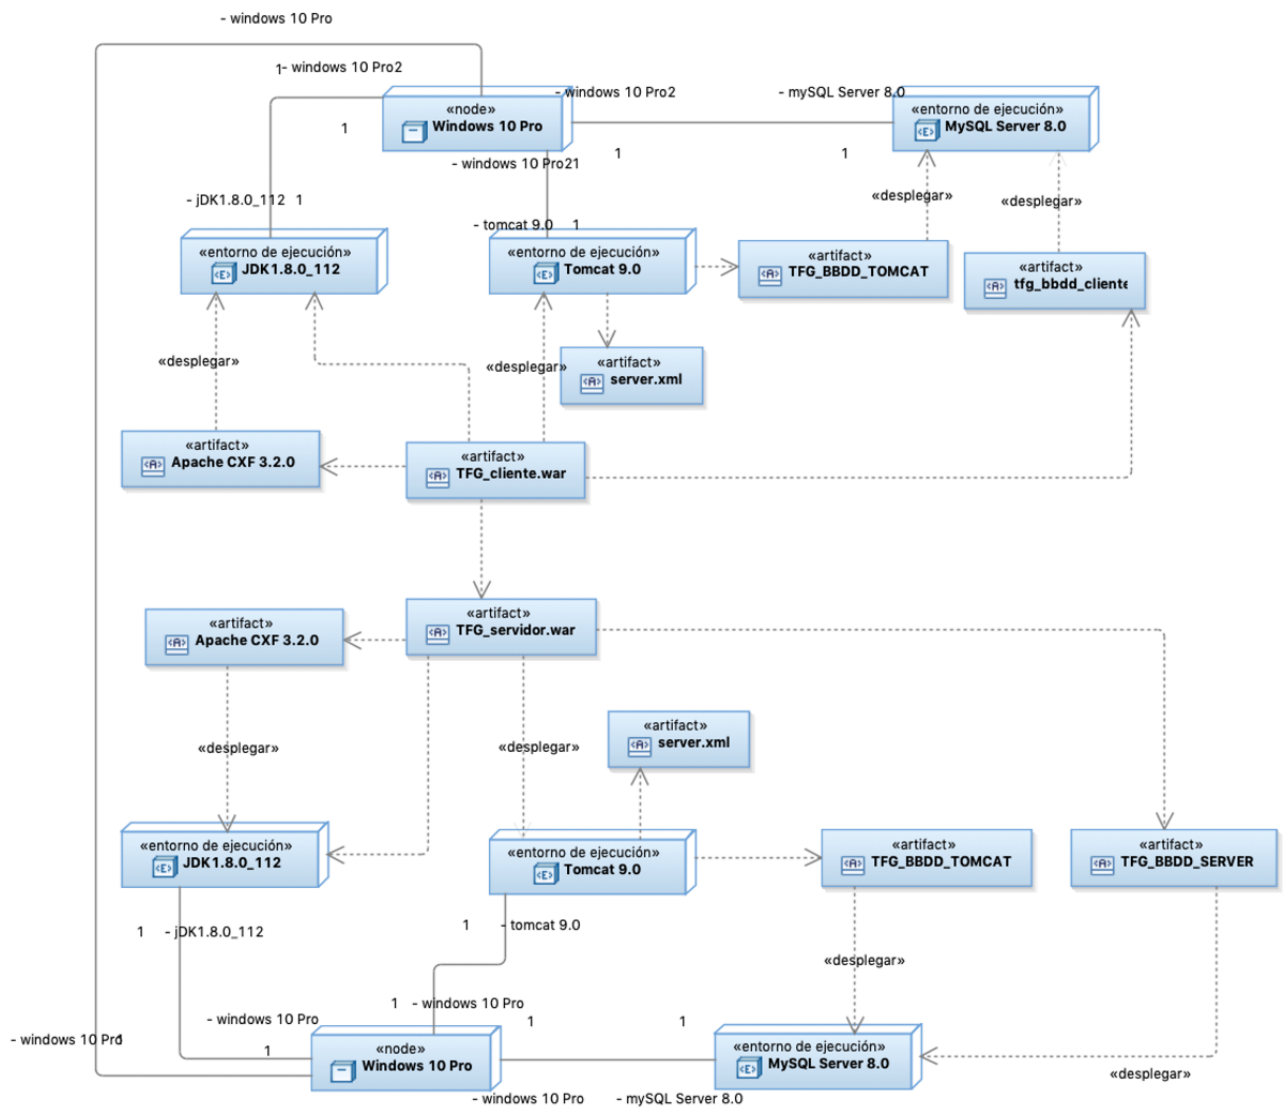 - windows 10 Pro
1- windows 10 Pro2
«node»
Windows 10 Pro
- windows 10 Pro2
- mySQL Server 8.0
«entorno de ejecución»
MySQL Server 8.0
1
1
1
- windows 10 Pro21
«desplegar»
«desplegar»
- jDK1.8.0_112 1
- tomcat 9.0 1
«entorno de ejecución»
JDK1.8.0_112
«entorno de ejecución»
Tomcat 9.0
«artifact»
TFG_BBDD_TOMCAT
«artifact»
tfg_bbdd_cliente
«desplegar»
«desplegar»
«artifact»
server.xml
«artifact»
Apache CXF 3.2.0
«artifact»
TFG_cliente.war
«artifact»
Apache CXF 3.2.0
«artifact»
TFG_servidor.war
«desplegar»
«desplegar»
«artifact»
server.xml
«entorno de ejecución»
JDK1.8.0_112
«entorno de ejecución»
Tomcat 9.0
«artifact»
TFG_BBDD_TOMCAT
«artifact»
TFG_BBDD_SERVER
1 - jDK1.8.0_112
1 - tomcat 9.0
«desplegar»
1 - windows 10 Pro
- windows 10 Pro
1
1
- windows 10 Pro
1
1
«node»
Windows 10 Pro
«entorno de ejecución»
MySQL Server 8.0
«desplegar»
- windows 10 Pro
- mySQL Server 8.0